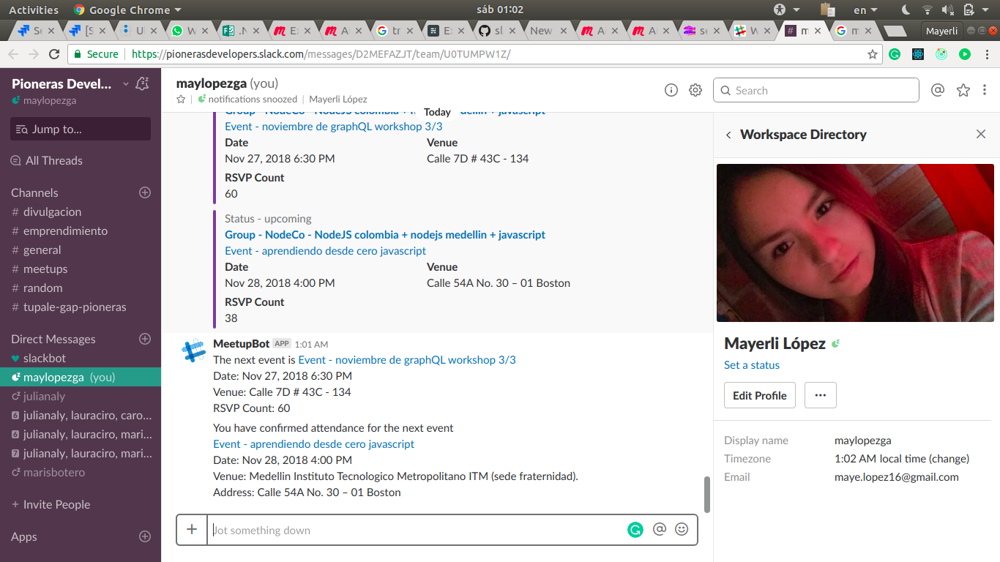 Activities
Google Chrome
sáb 01:02
en
Se
[S
Ul
W
.N
E
A
tr
E
sl
New
A
A
se
W
m
m
Mayerli
Secure
https://pionerasdevelopers.slack.com/messages/D2MEFAZJT/team/U0TUMPW1Z/
Pioneras Devel...
maylopezga
Jump to...
All Threads
Channels
# divulgacion
# emprendimiento
# general
# meetups
# random
# tupale-gap-pioneras
Direct Messages
slackbot
maylopezga (you)
julianaly
6 julianaly, lauraciro, caro...
6 julianaly, lauraciro, mari...
7 julianaly, lauraciro, mari...
marisbotero
+ Invite People
Apps
maylopezga (you)
notifications snoozed | Mayerli López
Search
Today
Group - NodeCo - NodeJS colombia + medellin + javascript
Event - noviembre de graphQL workshop 3/3
Date Venue
Nov 27, 2018 6:30 PM Calle 7D # 43C - 134
RSVP Count
60
Status - upcoming
Group - NodeCo - NodeJS colombia + nodejs medellin + javascript
Event - aprendiendo desde cero javascript
Date Venue
Nov 28, 2018 4:00 PM Calle 54A No. 30 – 01 Boston
RSVP Count
38
MeetupBot APP 1:01 AM
The next event is Event - noviembre de graphQL workshop 3/3
Date: Nov 27, 2018 6:30 PM
Venue: Calle 7D # 43C - 134
RSVP Count: 60
You have confirmed attendance for the next event
Event - aprendiendo desde cero javascript
Date: Nov 28, 2018 4:00 PM
Venue: Medellin Instituto Tecnologico Metropolitano ITM (sede fraternidad).
Address: Calle 54A No. 30 – 01 Boston
Jot something down
Workspace Directory
Mayerli López
Set a status
Edit Profile
Display name maylopezga
Timezone 1:02 AM local time (change)
Email maye.lopez16@gmail.com